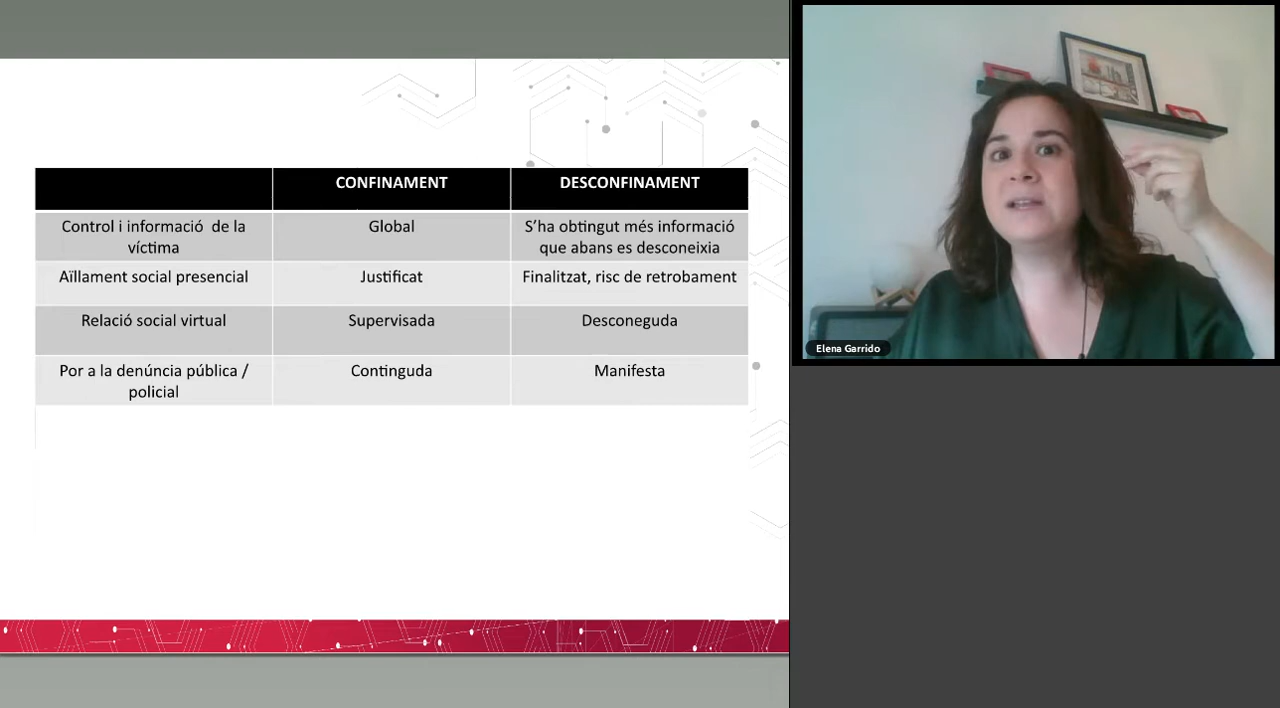 CONFINAMENT
DESCONFINAMENT
Control i informació de la
víctima
Global
S'ha obtingut més informació
que abans es desconeixia
Aïllament social presencial
Justificat
Finalitzat, risc de retrobament
Relació social virtual
Supervisada
Desconeguda
Por a la denúncia pública /
policial
Continguda
Manifesta
Elena Garrido